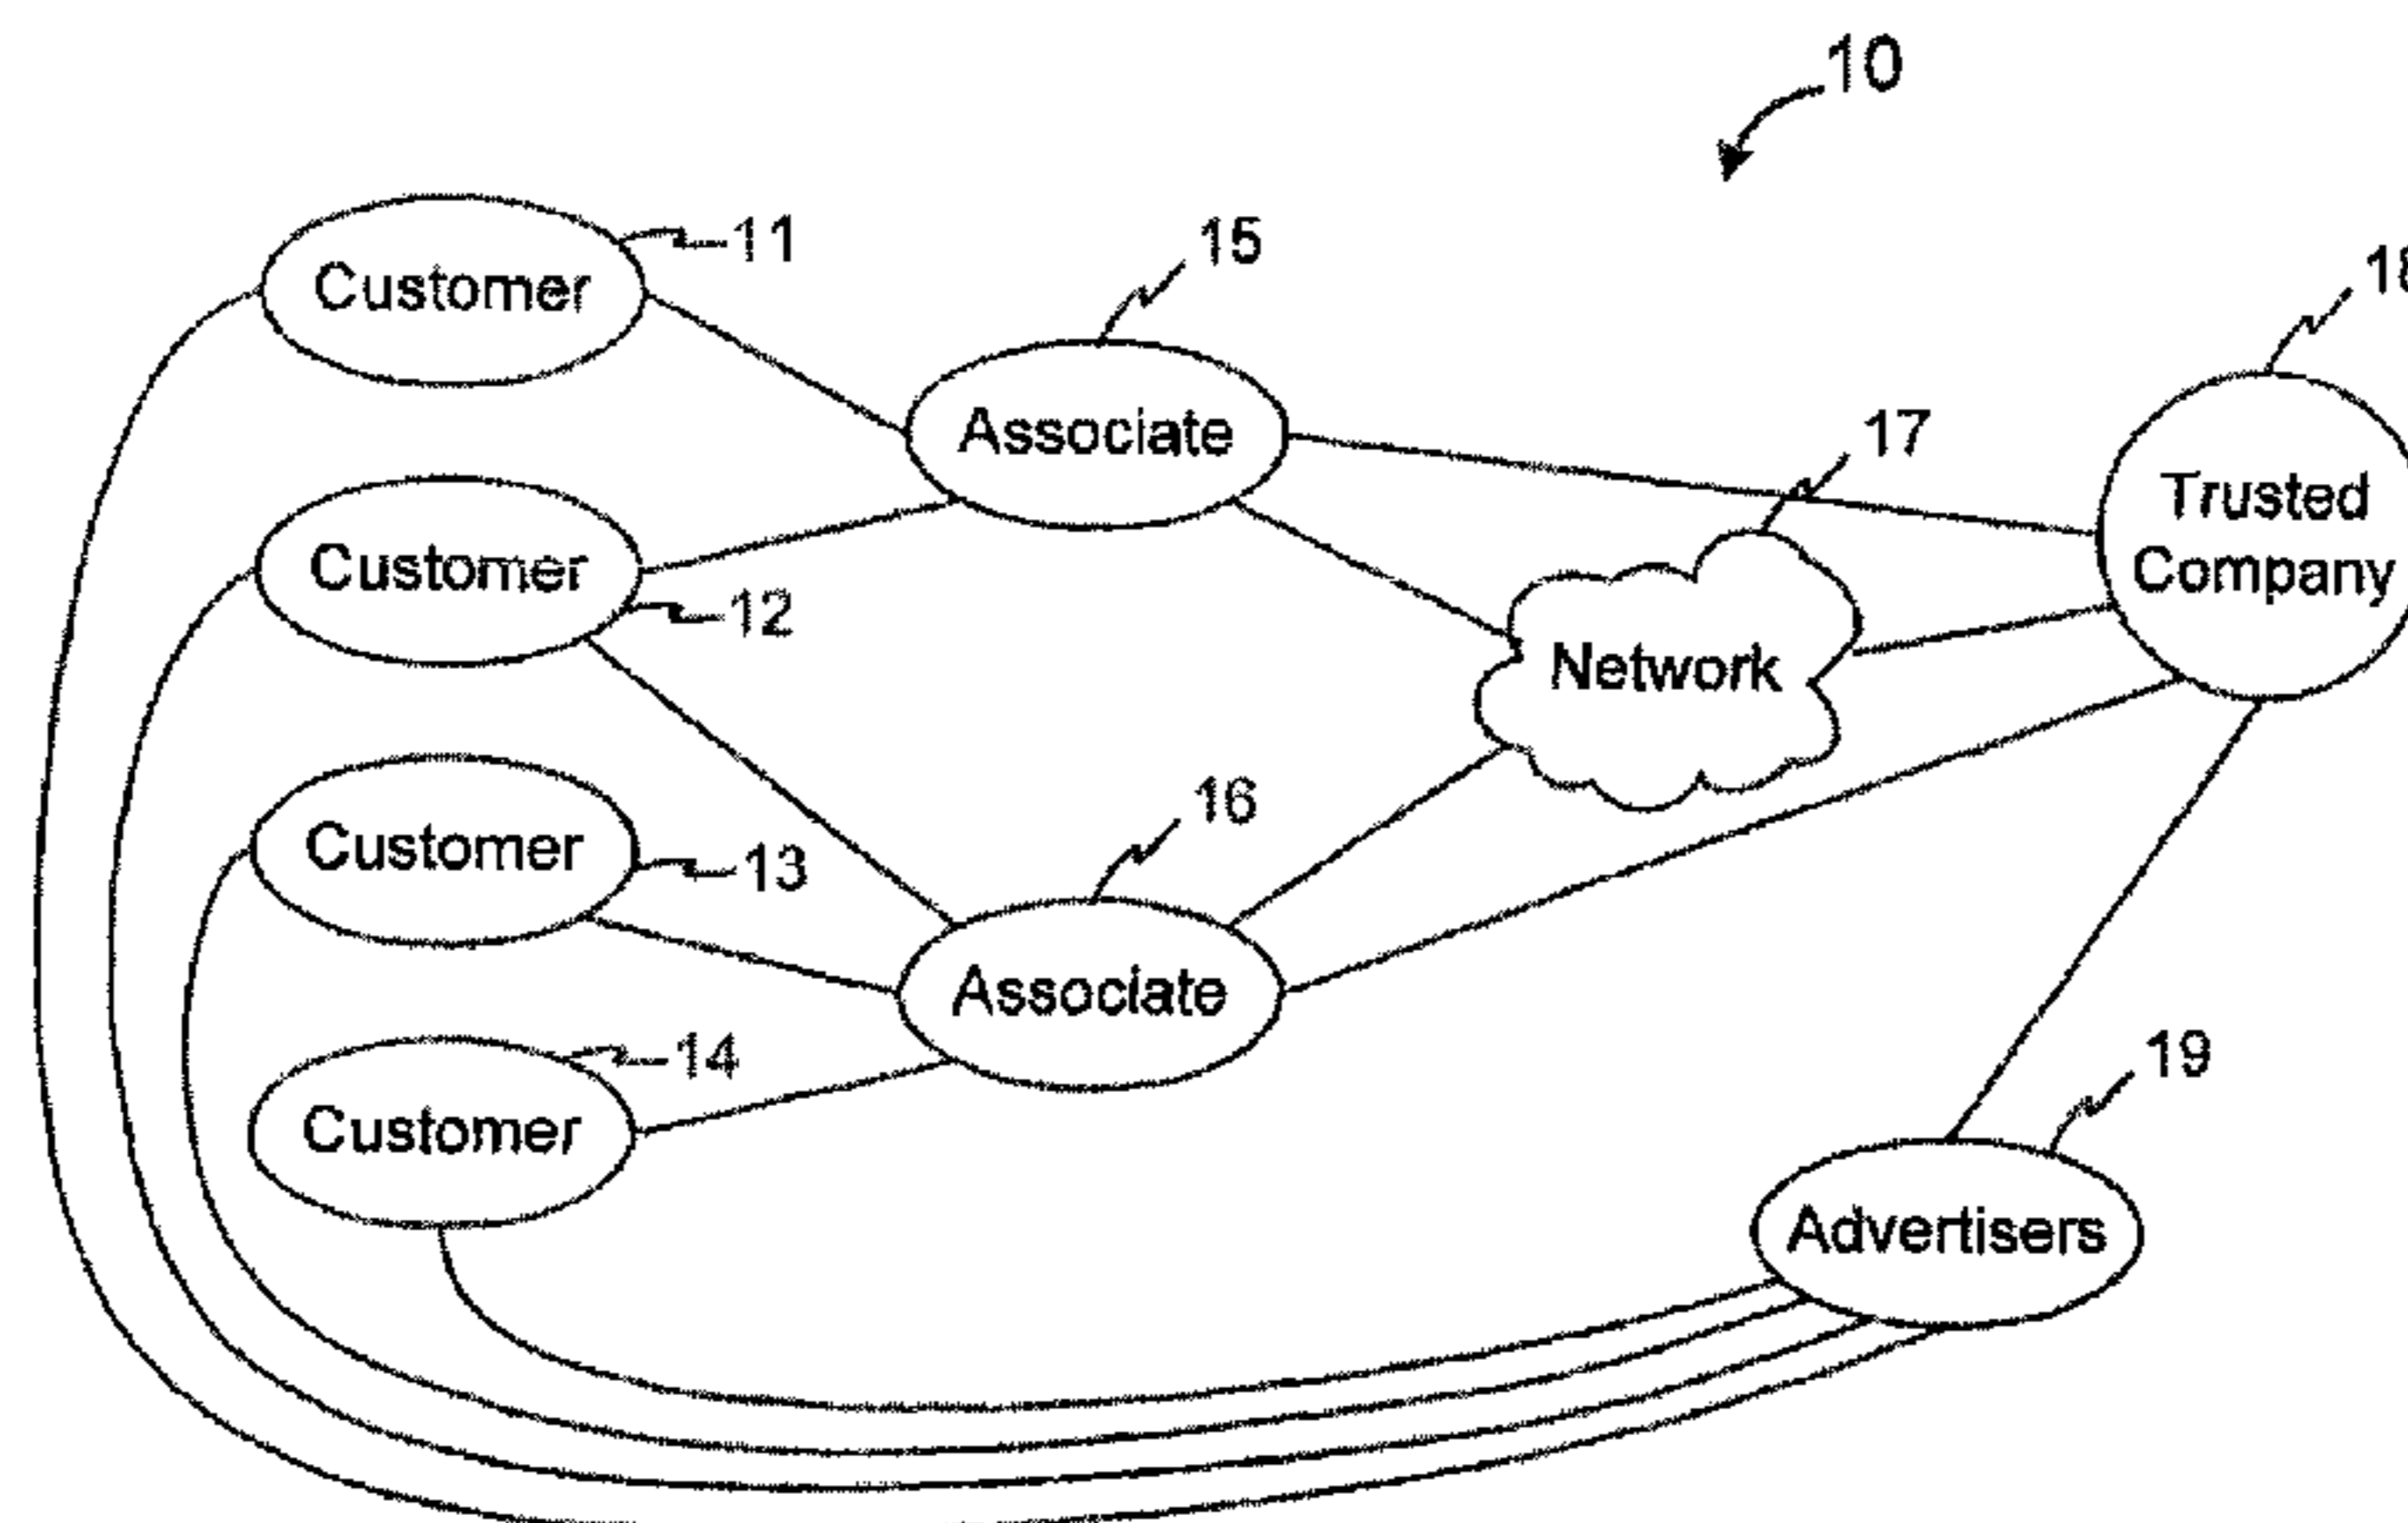 10
11
Customer
15
Associate
18
Trusted
Company
17
Network
Customer
12
Customer
13
16
Associate
14
Customer
19
Advertisers